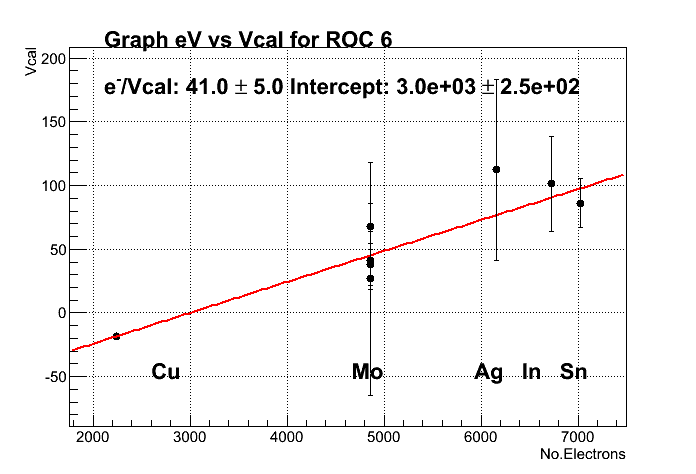 Graph eV vs Vcal for ROC 6
Vcal
200
e⁻/Vcal: 41.0 ± 5.0 Intercept: 3.0e+03 ± 2.5e+02
150
100
50
0
-50
Cu Mo Ag In Sn
2000 3000 4000 5000 6000 7000
No.Electrons